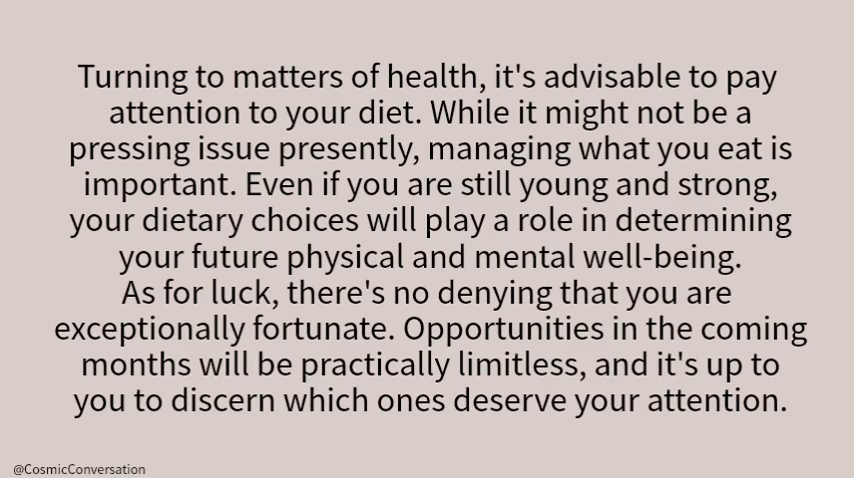 Turning to matters of health, it's advisable to pay
attention to your diet. While it might not be a
pressing issue presently, managing what you eat is
important. Even if you are still young and strong,
your dietary choices will play a role in determining
your future physical and mental well-being.
As for luck, there's no denying that you are
exceptionally fortunate. Opportunities in the coming
months will be practically limitless, and it's up to
you to discern which ones deserve your attention.
@CosmicConversation